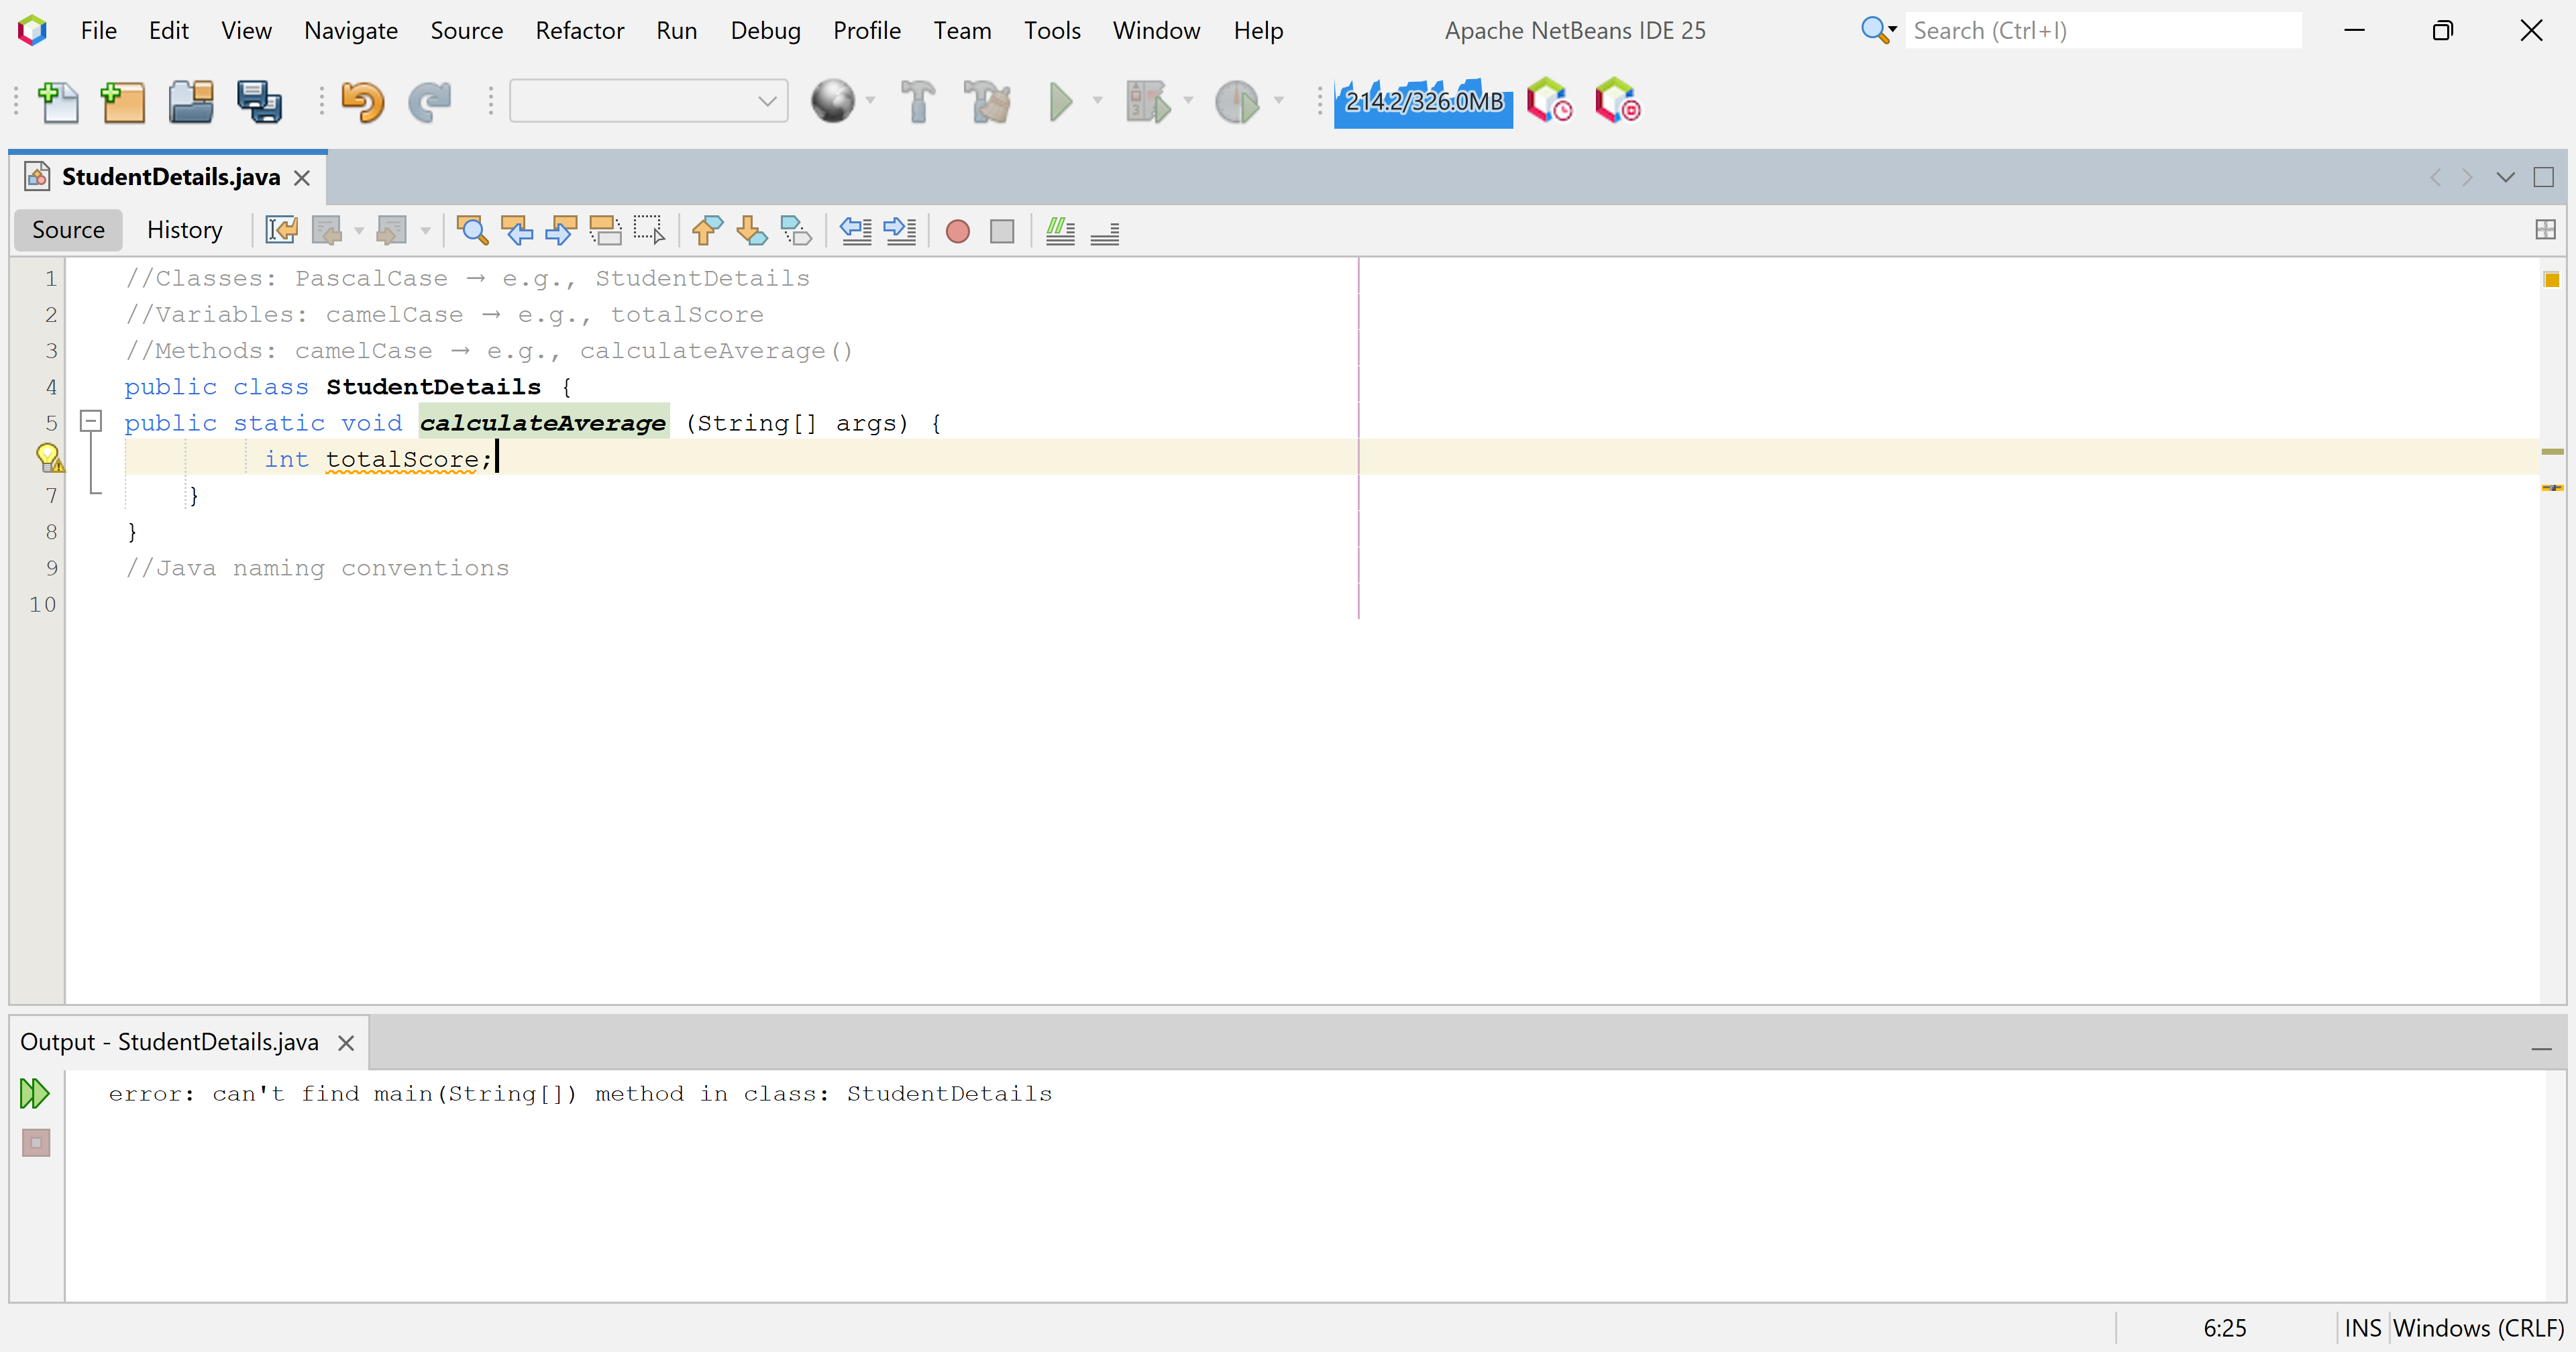 File Edit View Navigate Source Refactor Run Debug Profile Team Tools Window Help Apache NetBeans IDE 25 Search (Ctrl+I)
214.2/326.0MB
StudentDetails.java
Source History
1 //Classes: PascalCase → e.g., StudentDetails
2 //Variables: camelCase → e.g., totalScore
3 //Methods: camelCase → e.g., calculateAverage()
4 public class StudentDetails {
5 public static void calculateAverage (String[] args) {
int totalScore;
7 }
8 }
9 //Java naming conventions
10
Output - StudentDetails.java
error: can't find main(String[]) method in class: StudentDetails
6:25 INS Windows (CRLF)